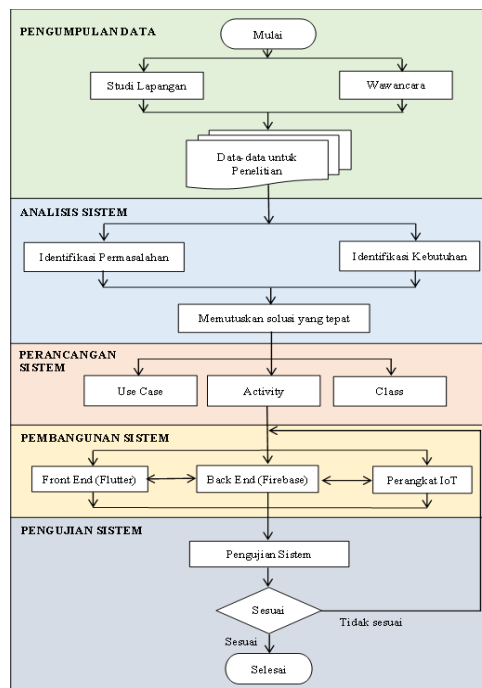 PENGUMPULAN DATA
Mulai
Studi Lapangan
Wawancara
Data-data untuk
Penelitian
ANALISIS SISTEM
Identifikasi Permasalahan
Identifikasi Kebutuhan
Memutuskan solusi yang tepat
PERANCANGAN
SISTEM
Use Case
Activity
Class
PEMBANGUNAN SISTEM
Front End (Flutter)
Back End (Firebase)
Perangkat IoT
PENGUJIAN SISTEM
Pengujian Sistem
Sesuai
Tidak sesuai
Sesuai
Selesai